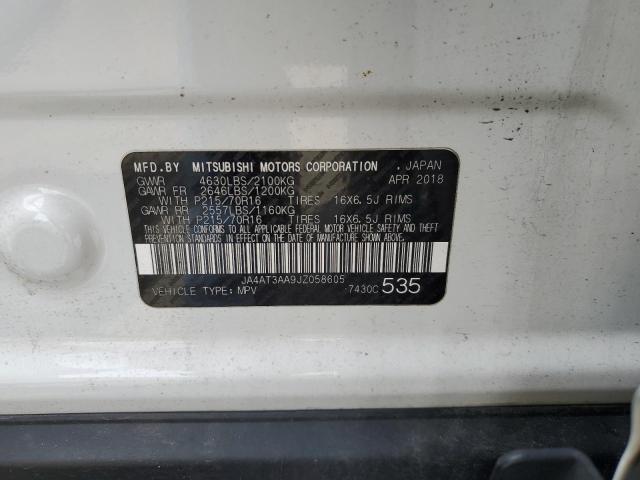 MFD.BY MITSUBISHI MOTORS CORPORATION . JAPAN
GVWR 4630LBS/2100KG APR 2018
GAWR FR 2646LBS/1200KG
WITH P215/70R16 TIRES 16X6.5J RIMS
GAWR RR 2557LBS/1160KG
WITH P215/70R16 TIRES 16X6.5J RIMS
THIS VEHICLE CONFORMS TO ALL APPLICABLE FEDERAL MOTOR VEHICLE SAFETY AND THEFT
PREVENTION STANDARDS IN EFFECT ON THE DATE OF MANUFACTURE SHOWN ABOVE.
JA4AT3AA9JZ058605
VEHICLE TYPE: MPV 7430C 535